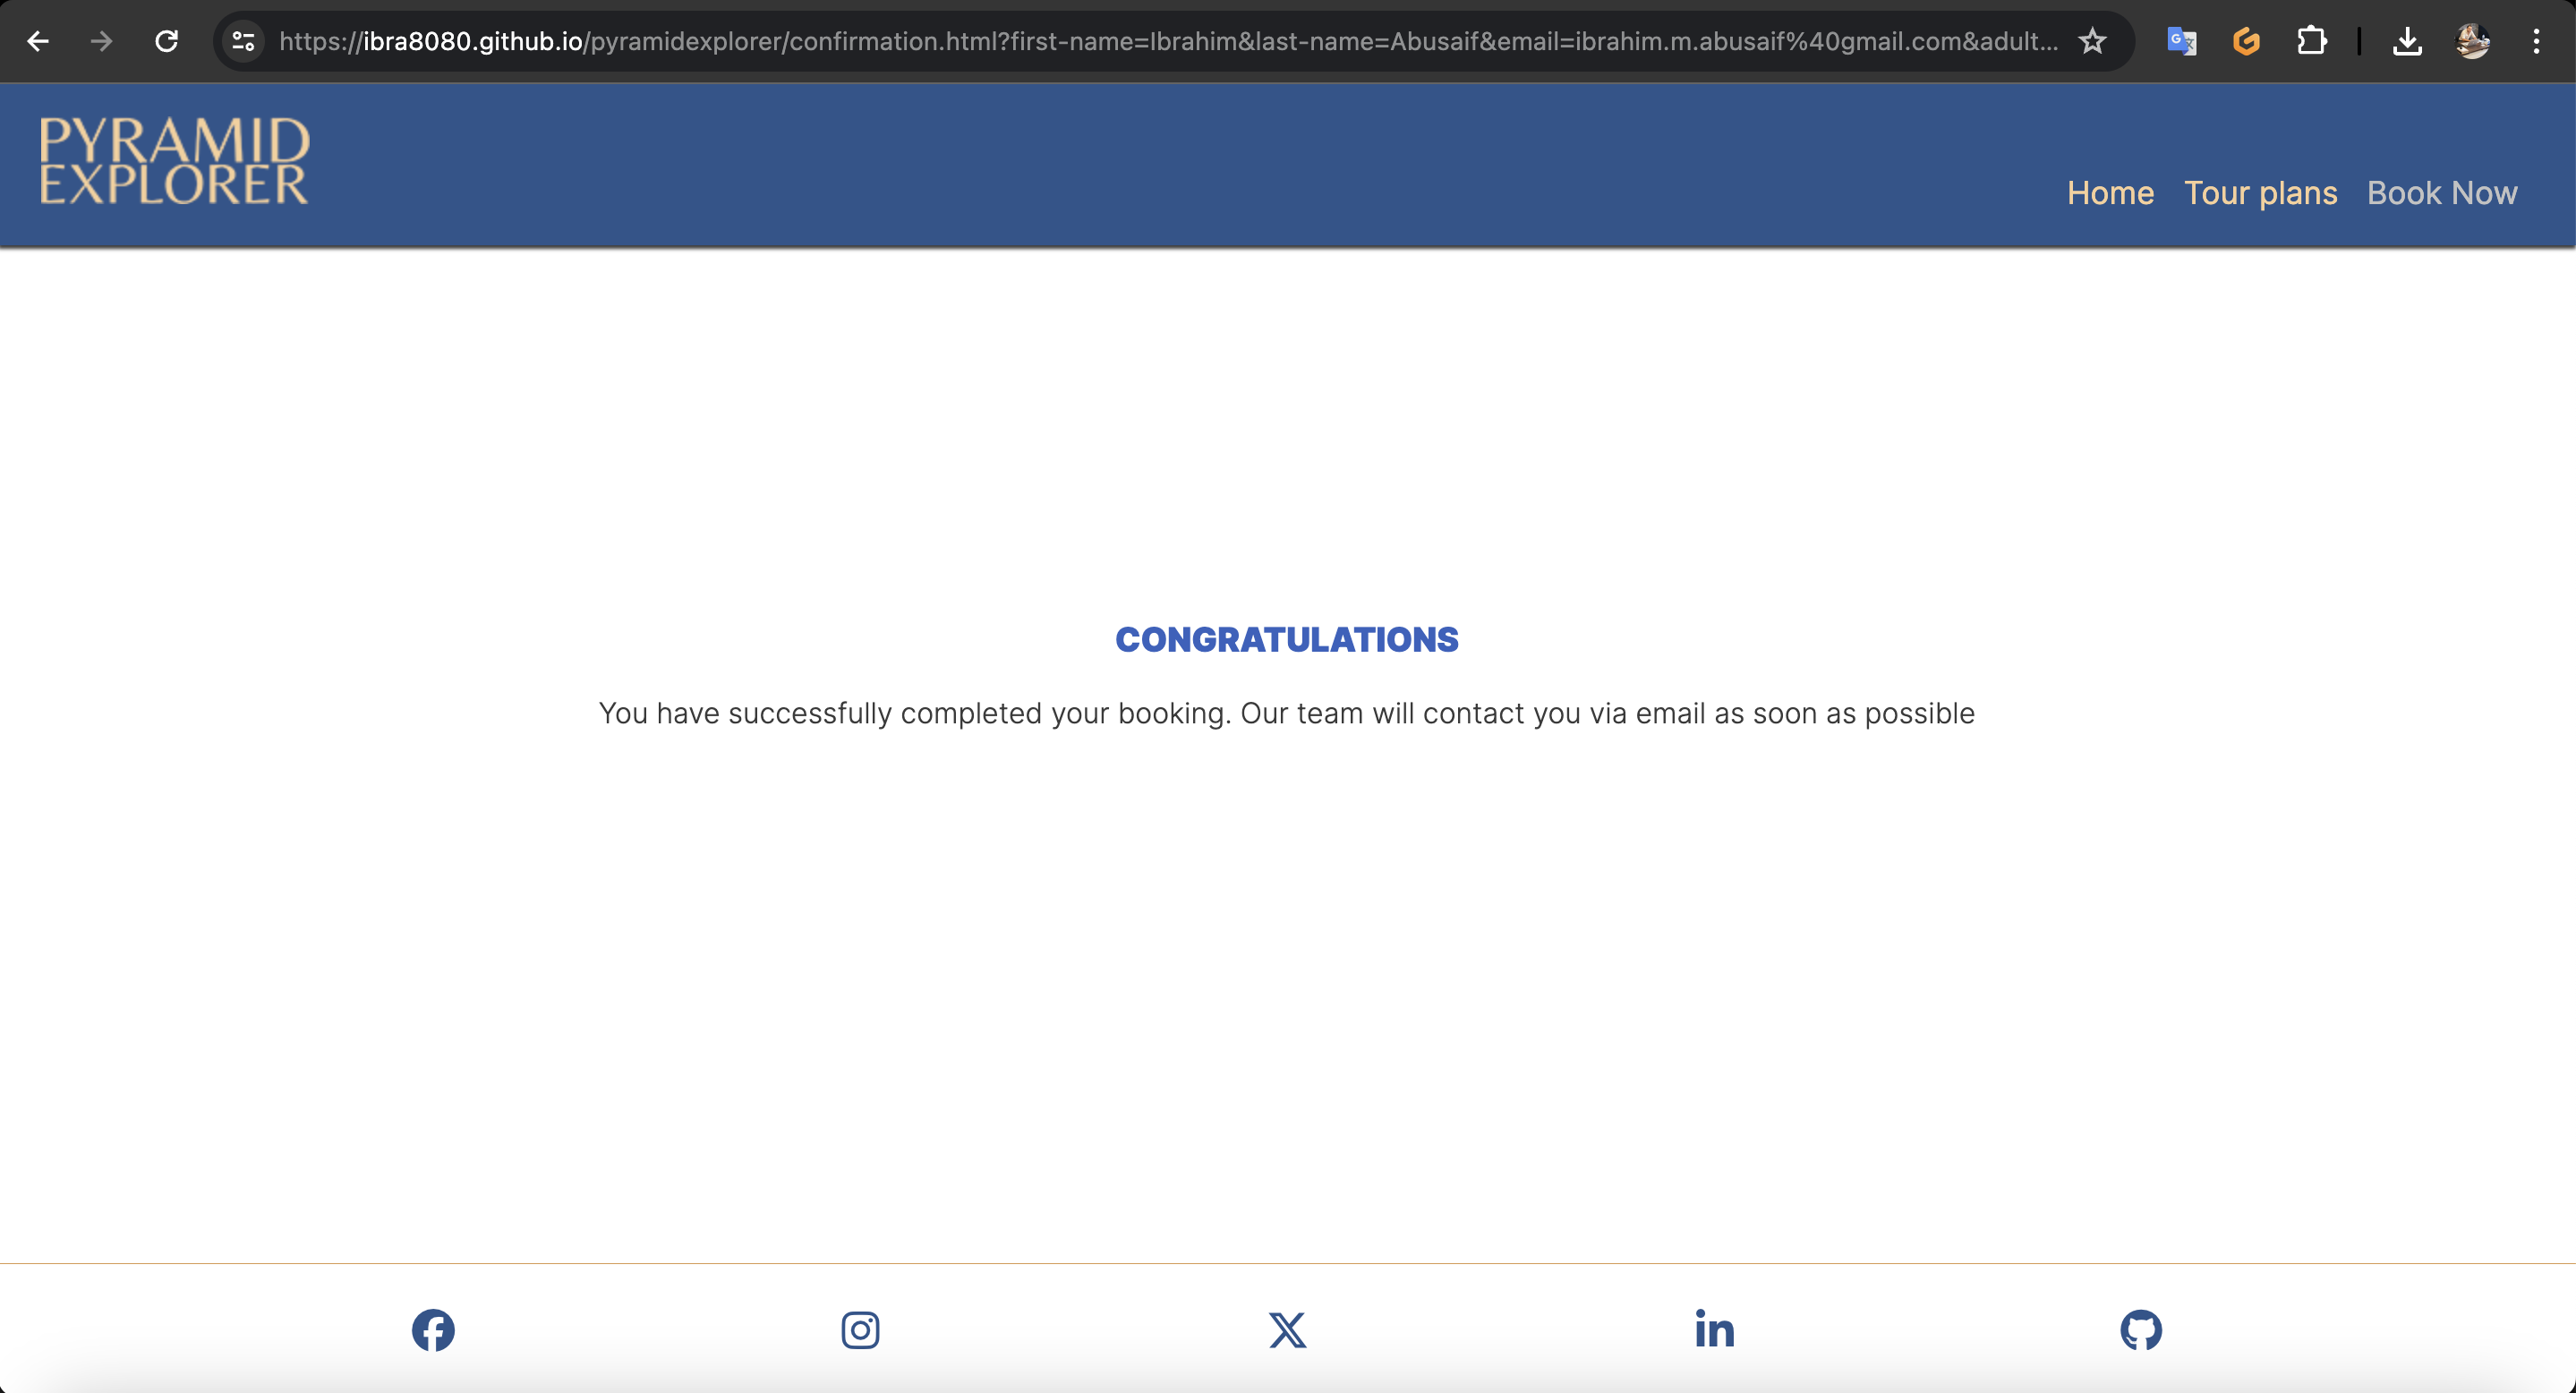 https://ibra8080.github.io/pyramidexplorer/confirmation.html?first-name=Ibrahim&last-name=Abusaif&email=ibrahim.m.abusaif%40gmail.com&adult...
PYRAMID
EXPLORER
Home Tour plans Book Now
CONGRATULATIONS
You have successfully completed your booking. Our team will contact you via email as soon as possible